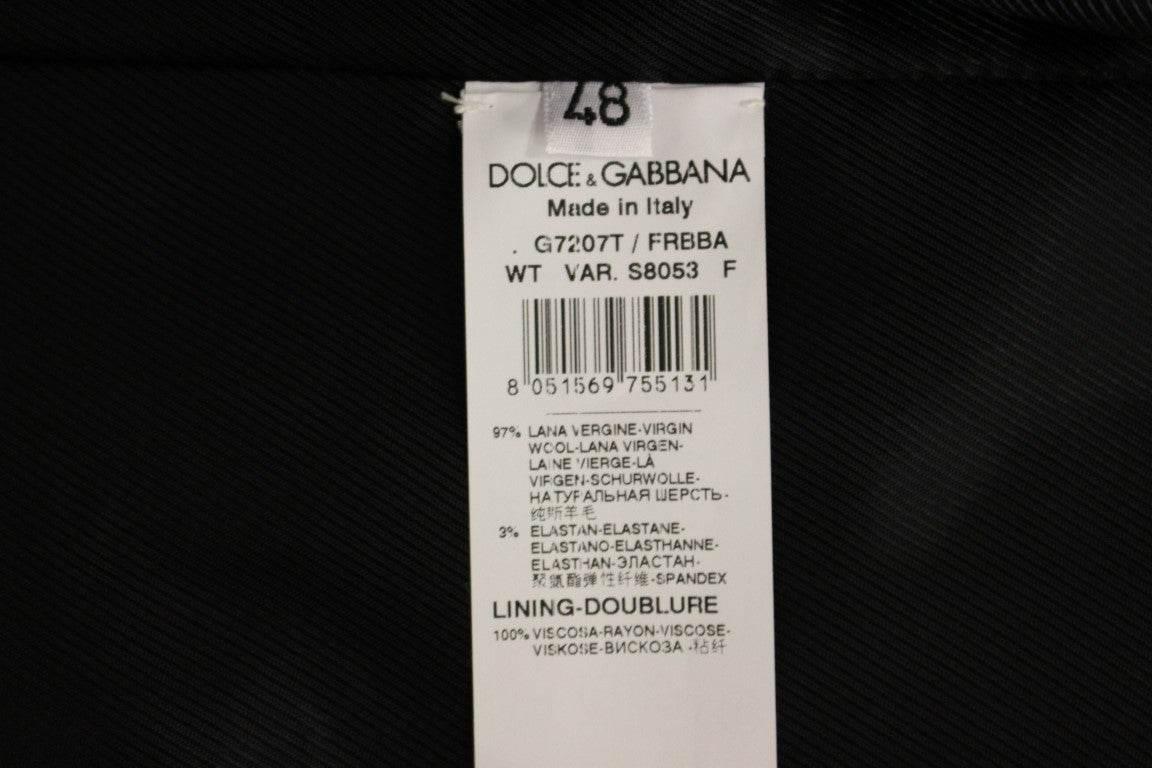 48
DOLCE & GABBANA
Made in Italy
. G7207T / FRBBA
WT VAR. S8053 F
8 051569 755131
97% LANA VERGINE-VIRGIN
WOOL-LANA VIRGEN-
LAINE VIERGE-LÀ
VIRGEN-SCHURWOLLE-
НАТУРАЛЬНАЯ ШЕРСТЬ-
纯新羊毛
3% ELASTAN-ELASTANE-
ELASTANO-ELASTHANNE-
ELASTHAN-ЭЛАСТАН-
聚氨酯弹性纤维-SPANDEX
LINING-DOUBLURE
100% VISCOSA-RAYON-VISCOSE-
VISKOSE-ВИСКОЗА -粘纤